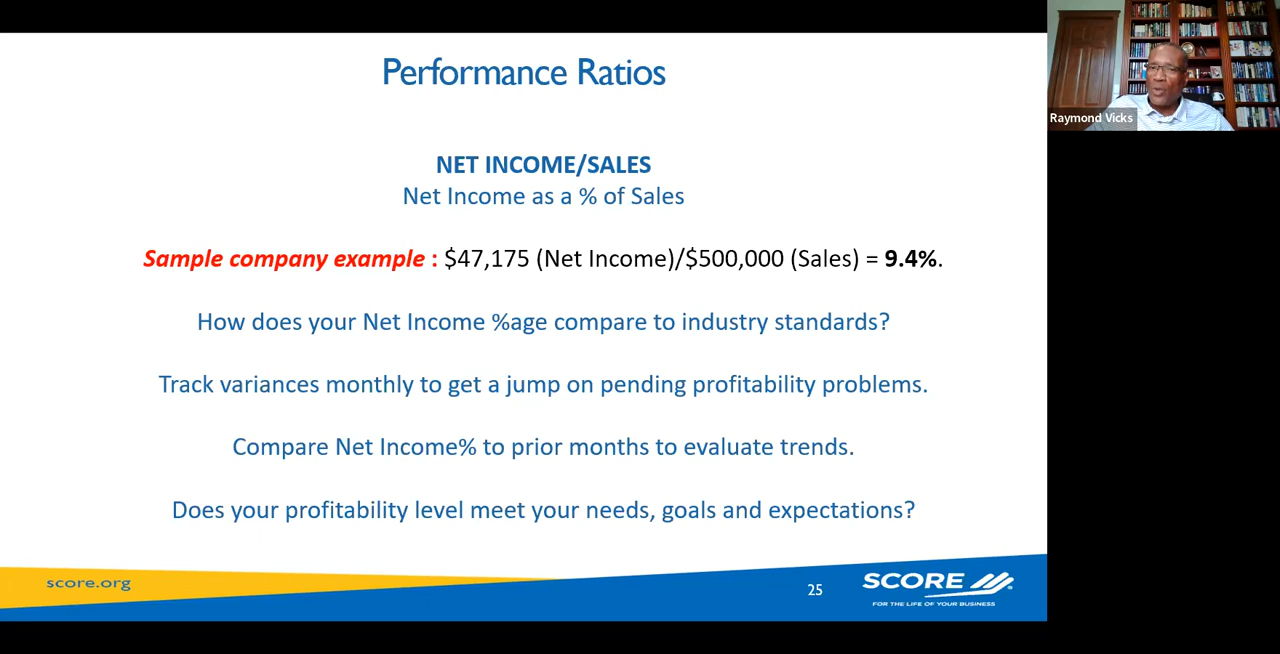 Performance Ratios
NET INCOME/SALES
Net Income as a % of Sales
Sample company example : $47,175 (Net Income)/$500,000 (Sales) = 9.4%.
How does your Net Income %age compare to industry standards?
Track variances monthly to get a jump on pending profitability problems.
Compare Net Income% to prior months to evaluate trends.
Does your profitability level meet your needs, goals and expectations?
score.org
25
SCORE
FOR THE LIFE OF YOUR BUSINESS
Raymond Vicks